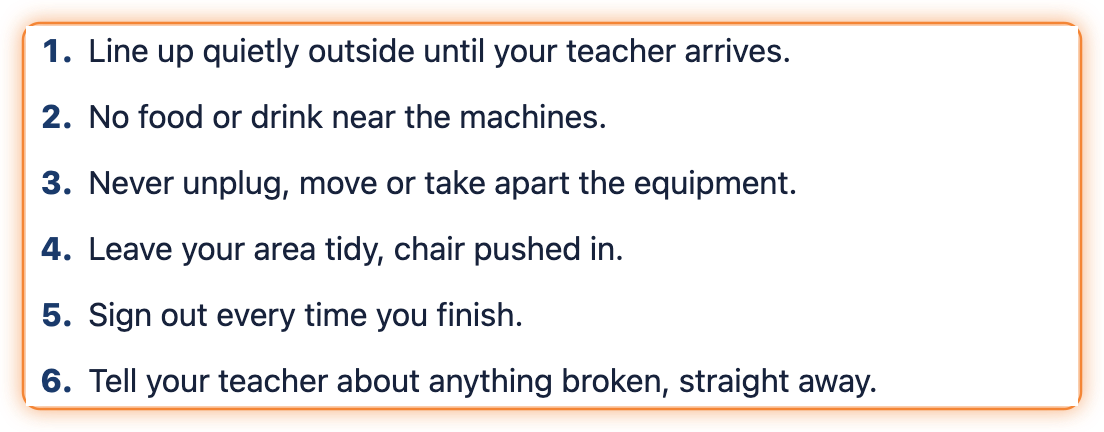 1. Line up quietly outside until your teacher arrives.
2. No food or drink near the machines.
3. Never unplug, move or take apart the equipment.
4. Leave your area tidy, chair pushed in.
5. Sign out every time you finish.
6. Tell your teacher about anything broken, straight away.